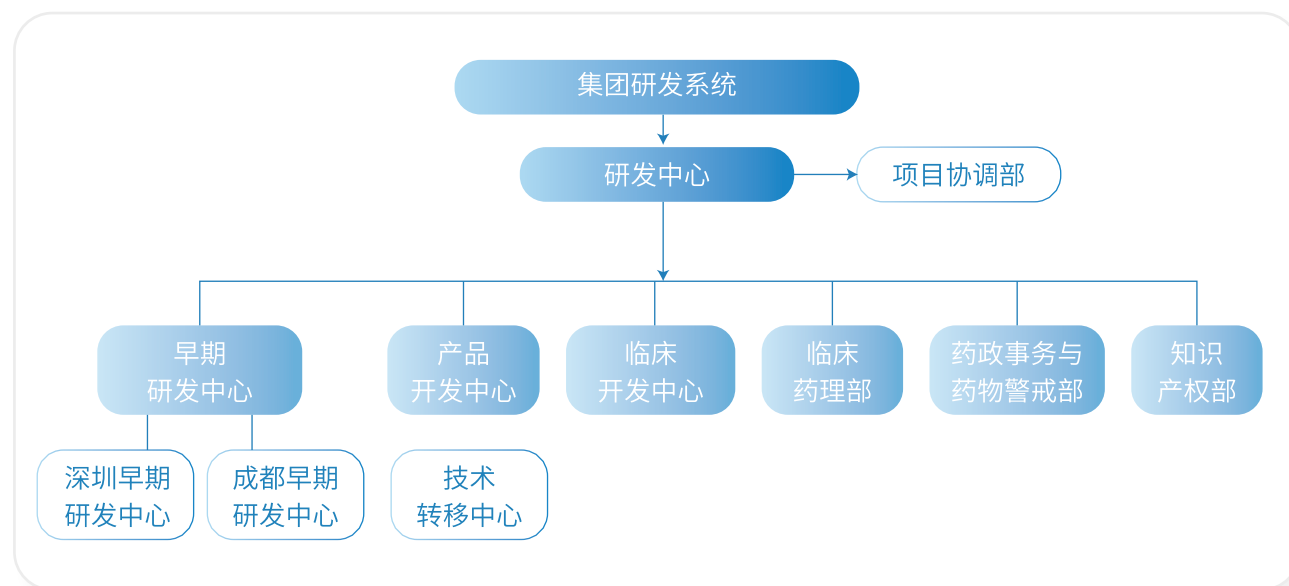 集团研发系统
研发中心
项目协调部
早期
研发中心
产品
开发中心
临床
开发中心
临床
药理部
药政事务与
药物警戒部
知识
产权部
深圳早期
研发中心
成都早期
研发中心
技术
转移中心